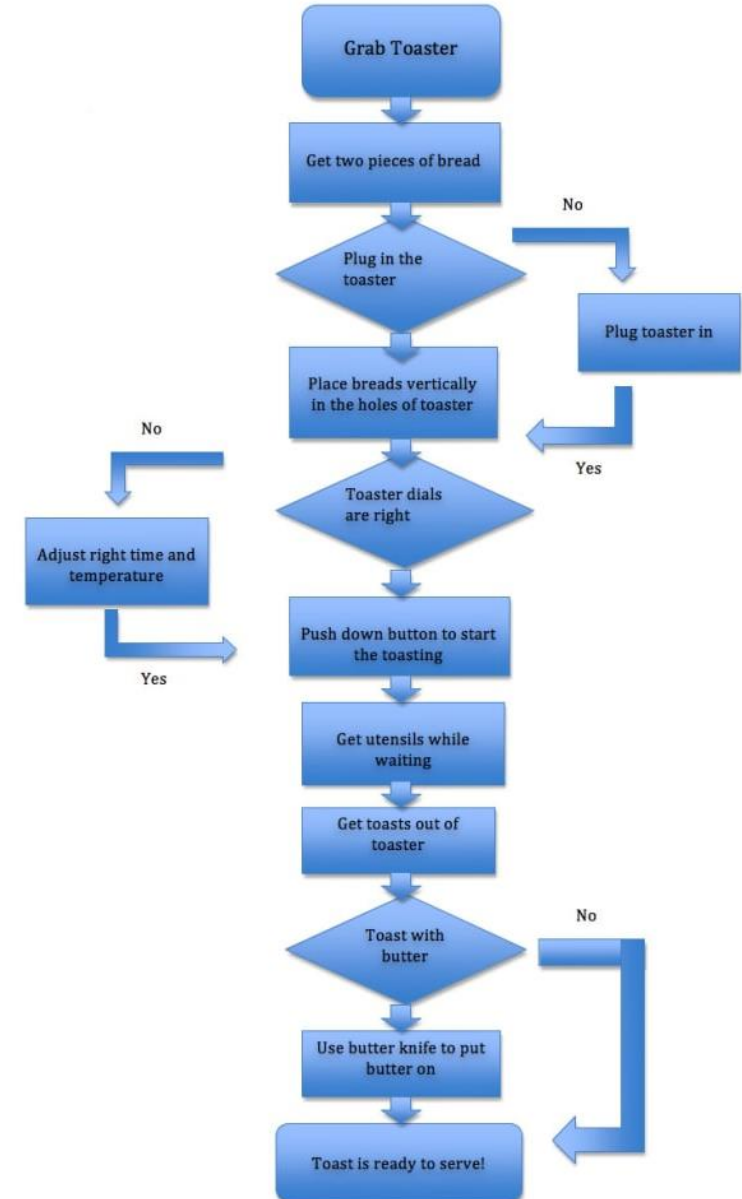 Grab Toaster
Get two pieces of bread
No
Plug in the
toaster
Plug toaster in
Place breads vertically
in the holes of toaster
No
Yes
Toaster dials
are right
Adjust right time and
temperature
Push down button to start
the toasting
Yes
Get utensils while
waiting
Get toasts out of
toaster
No
Toast with
butter
Use butter knife to put
butter on
Toast is ready to serve!